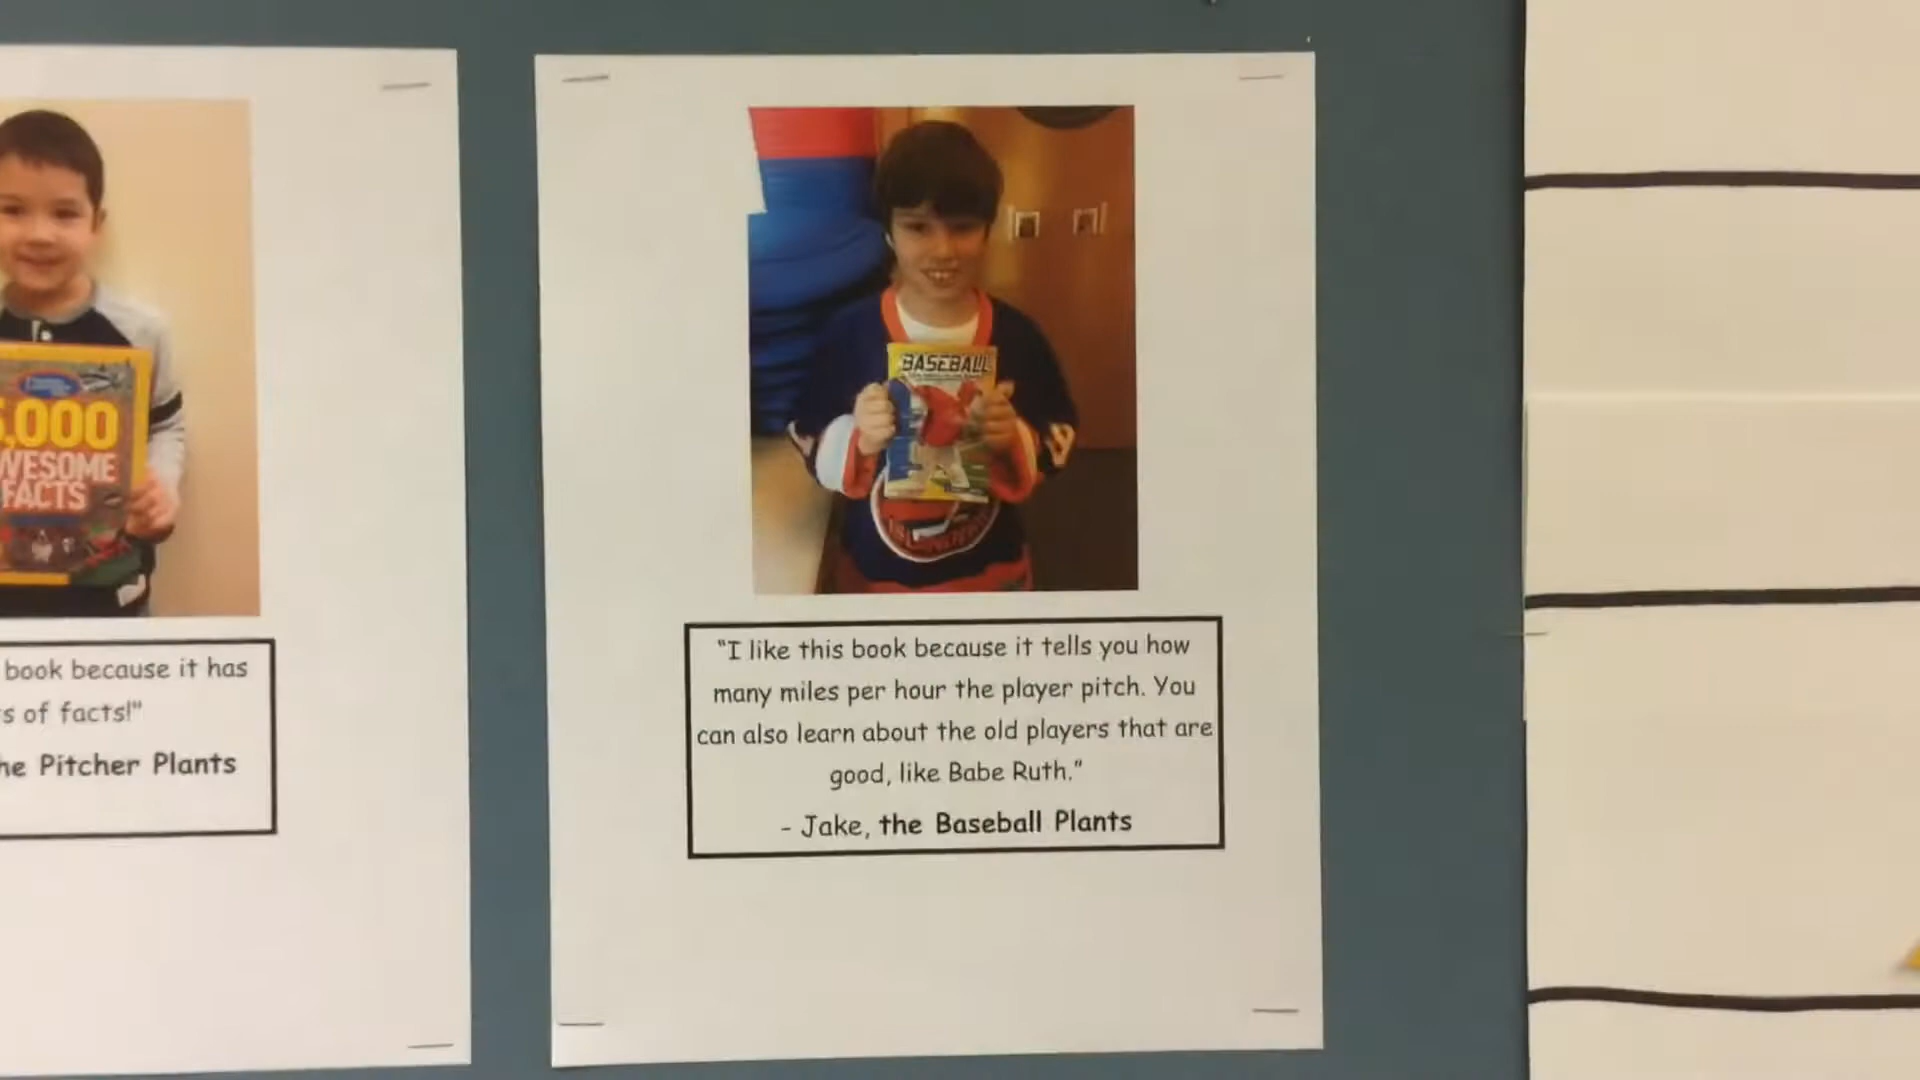 5,000
AWESOME
FACTS
book because it has
s of facts!"
he Pitcher Plants
BASEBALL
"I like this book because it tells you how
many miles per hour the player pitch. You
can also learn about the old players that are
good, like Babe Ruth."
- Jake, the Baseball Plants